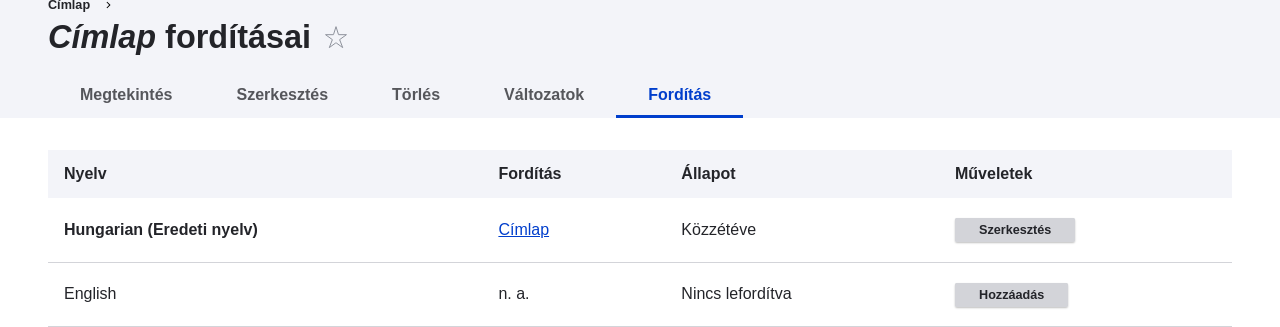 Címlap
Címlap fordításai
Megtekintés Szerkesztés Törlés Változatok Fordítás
Nyelv Fordítás Állapot Műveletek
Hungarian (Eredeti nyelv) Címlap Közzétéve Szerkesztés
English n. a. Nincs lefordítva Hozzáadás